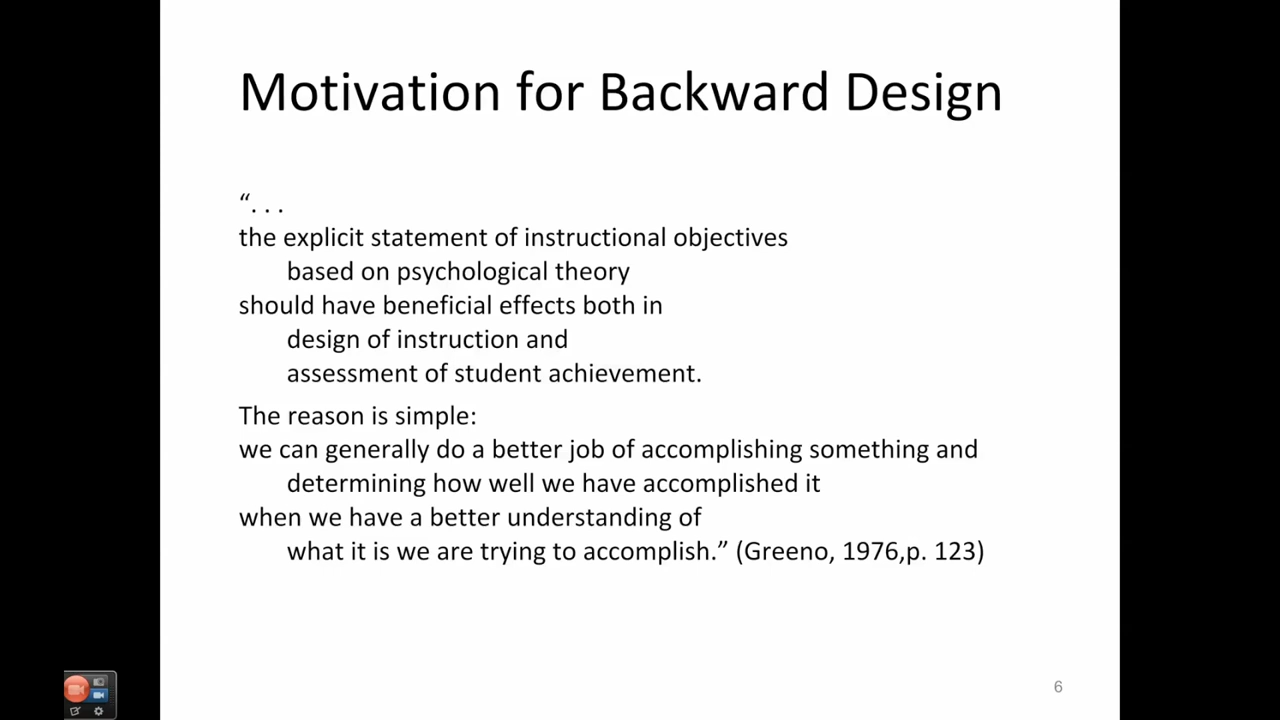 Motivation for Backward Design
“. . .
the explicit statement of instructional objectives
based on psychological theory
should have beneficial effects both in
design of instruction and
assessment of student achievement.
The reason is simple:
we can generally do a better job of accomplishing something and
determining how well we have accomplished it
when we have a better understanding of
what it is we are trying to accomplish.” (Greeno, 1976,p. 123)
6